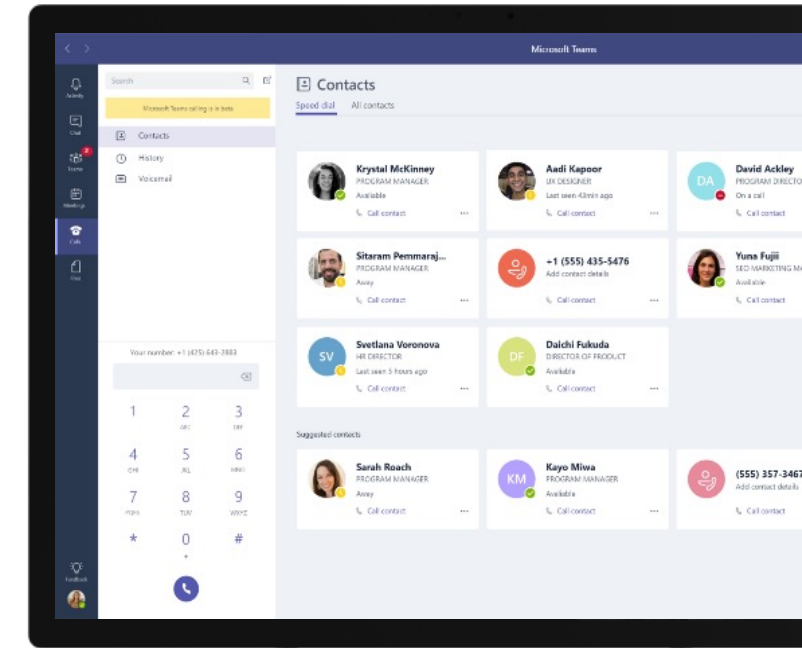 Microsoft Teams
Activity
Chat
2
Teams
Meetings
Calls
Files
Feedback
Search
Microsoft Teams calling is in beta
Contacts
History
Voicemail
Your number: +1 (425) 643-2883
1
2
3
ABC
DEF
4
5
6
GHI
JKL
MNO
7
8
9
PQRS
TUV
WXYZ
*
0
#
+
Contacts
Speed dial
All contacts
Krystal McKinney
PROGRAM MANAGER
Available
Call contact
Aadi Kapoor
UX DESIGNER
Last seen 43min ago
Call contact
DA
David Ackley
PROGRAM DIRECTO
On a call
Call contact
Sitaram Pemmaraj...
PROGRAM MANAGER
Away
Call contact
+1 (555) 435-5476
Add contact details
Call contact
Yuna Fujii
SEO MARKETING MA
Available
Call contact
SV
Svetlana Voronova
HR DIRECTOR
Last seen 5 hours ago
Call contact
DF
Daichi Fukuda
DIRECTOR OF PRODUCT
Available
Call contact
Suggested contacts
Sarah Roach
PROGRAM MANAGER
Away
Call contact
KM
Kayo Miwa
PROGRAM MANAGER
Available
Call contact
(555) 357-3467
Add contact details
Call contact